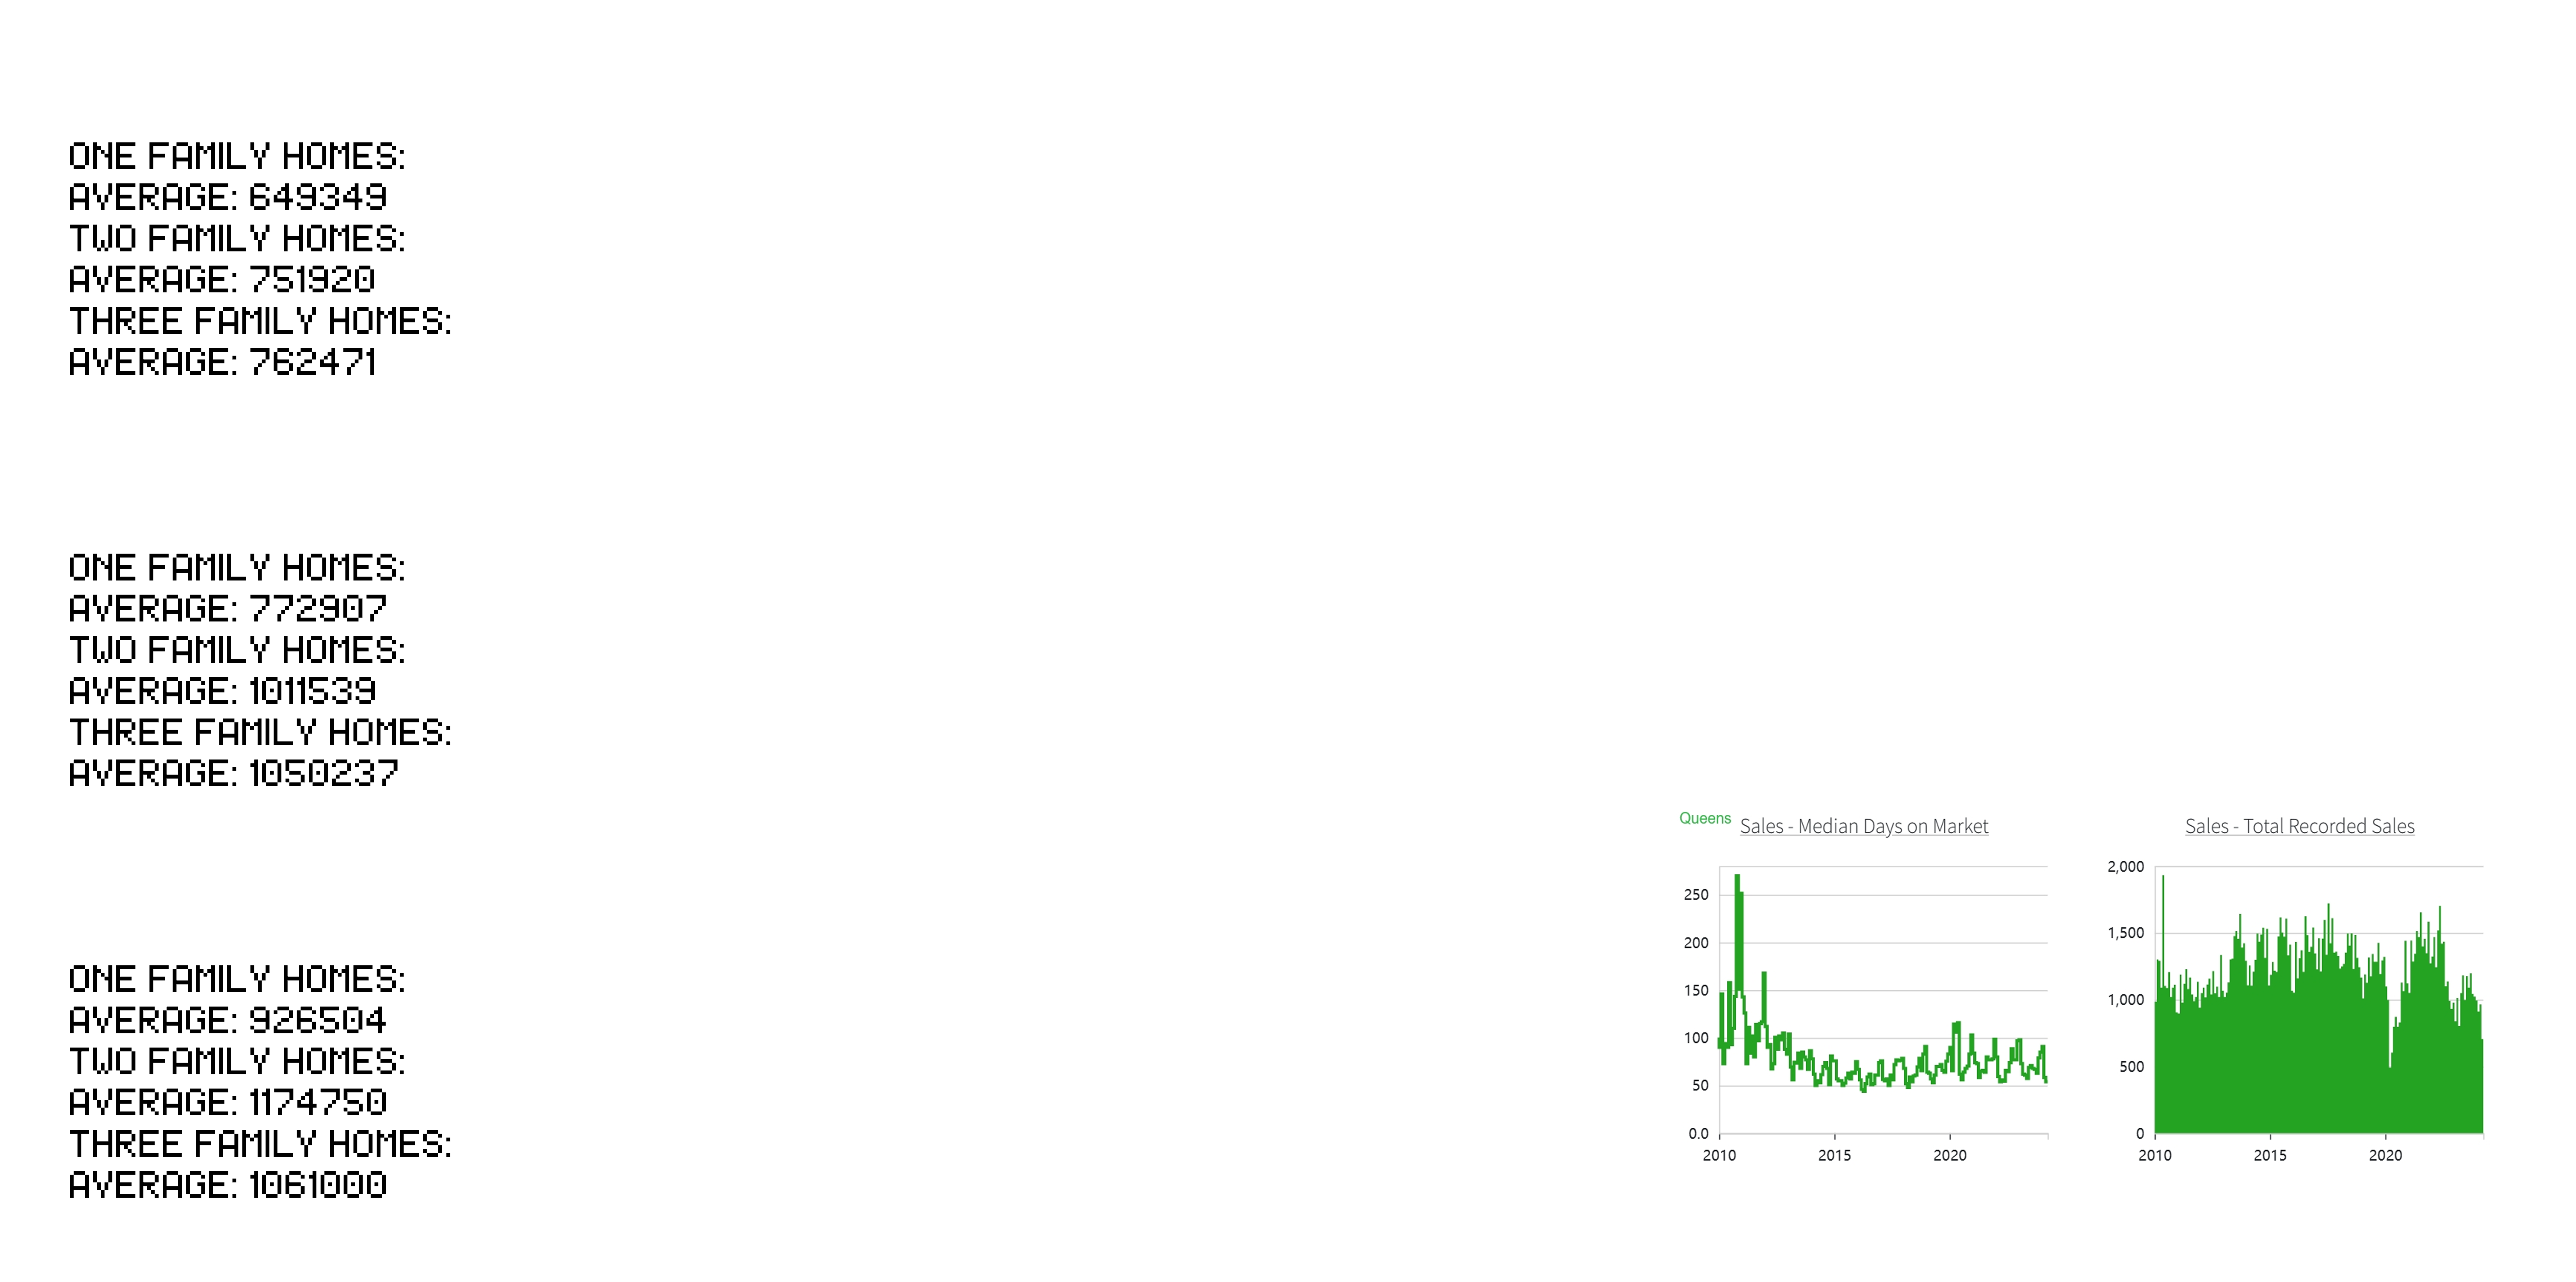 ONE FAMILY HOMES:
AVERAGE: 649349
TWO FAMILY HOMES:
AVERAGE: 751920
THREE FAMILY HOMES:
AVERAGE: 762471
ONE FAMILY HOMES:
AVERAGE: 772907
TWO FAMILY HOMES:
AVERAGE: 1011539
THREE FAMILY HOMES:
AVERAGE: 1050237
ONE FAMILY HOMES:
AVERAGE: 926504
TWO FAMILY HOMES:
AVERAGE: 1174750
THREE FAMILY HOMES:
AVERAGE: 1061000
Queens
Sales - Median Days on Market
250
200
150
100
50
0.0
2010 2015 2020
Sales - Total Recorded Sales
2,000
1,500
1,000
500
0
2010 2015 2020